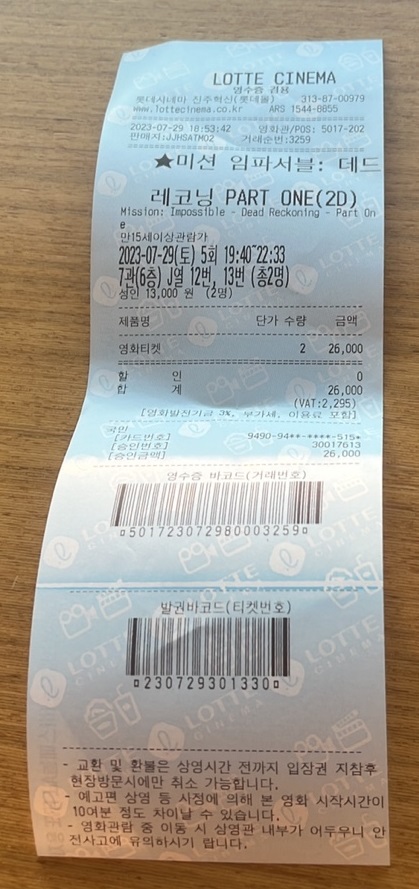 LOTTE CINEMA
영수증 겸용
롯데시네마 진주혁신(롯데몰) 313-87-00979
www.lottecinema.co.kr ARS 1544-8855
2023-07-29 18:53:42 영화관/POS: 5017-202
판매자:JJHSATM02 거래순번:3259
★미션 임파서블: 데드
레코닝 PART ONE(2D)
Mission: Impossible - Dead Reckoning - Part On
e
만15세이상관람가
2023-07-29(토) 5회 19:40~22:33
7관(6층) J열 12번, 13번 (총2명)
성인 13,000 원 (2명)
제품명 단가 수량 금액
영화티켓 2 26,000
할 인 0
합 계 26,000
(VAT:2,295)
[영화발전기금 3%, 부가세, 이용료 포함]
국민
[카드번호] 9490-94**-****-515*
[승인번호] 30017613
[승인금액] 26,000
영수증 바코드(거래번호)
¤501723072980003259¤
발권바코드(티켓번호)
¤230729301330¤
- 교환 및 환불은 상영시간 전까지 입장권 지참후
현장방문시에만 취소 가능합니다.
- 예고편 상영 등 사정에 의해 본 영화 시작시간이
10여분 정도 차이날 수 있습니다.
- 영화관람 중 이동 시 상영관 내부가 어두우니 안
전사고에 유의하시기 랍니다.